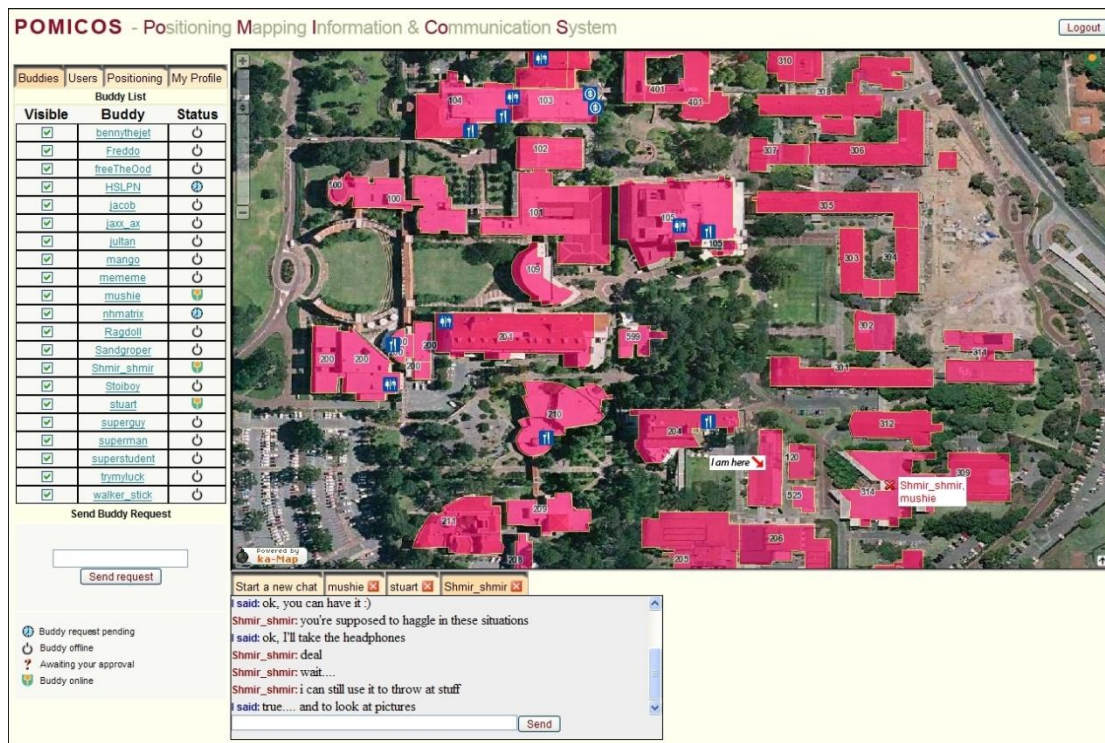 POMICOS - Positioning Mapping Information & Communication System
Logout
Buddies Users Positioning My Profile
Buddy List
Visible Buddy Status
bennythejet
Freddo
freeTheOod
HSLPN
jacob
jaxx_ax
jultan
mango
mememe
mushie
nhmatrix
Ragdoll
Sandgroper
Shmir_shmir
Stoiboy
stuart
superguy
superman
superstudent
trymyluck
walker_stick
Send Buddy Request
Send request
Buddy request pending
Buddy offline
? Awaiting your approval
Buddy online
310
401 401
308
104 103
102
307 306
100 100
101
105
105
305
109
303 304
302
200 200
200
200
201
599
311
301
210
204
312
I am here
120
525
314
309
Shmir_shmir,
mushie
211
209
205
206
Powered by
ka-Map
Start a new chat mushie stuart Shmir_shmir
I said: ok, you can have it :)
Shmir_shmir: you're supposed to haggle in these situations
I said: ok, I'll take the headphones
Shmir_shmir: deal
Shmir_shmir: wait....
Shmir_shmir: i can still use it to throw at stuff
I said: true.... and to look at pictures
Send